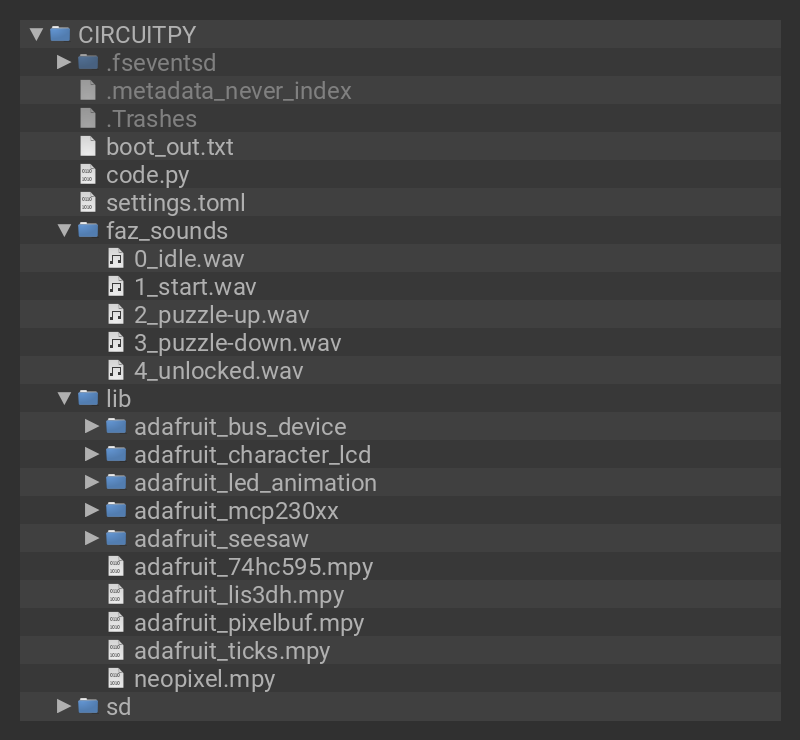 CIRCUITPY
.fseventsd
.metadata_never_index
.Trashes
boot_out.txt
code.py
settings.toml
faz_sounds
0_idle.wav
1_start.wav
2_puzzle-up.wav
3_puzzle-down.wav
4_unlocked.wav
lib
adafruit_bus_device
adafruit_character_lcd
adafruit_led_animation
adafruit_mcp230xx
adafruit_seesaw
adafruit_74hc595.mpy
adafruit_lis3dh.mpy
adafruit_pixelbuf.mpy
adafruit_ticks.mpy
neopixel.mpy
sd